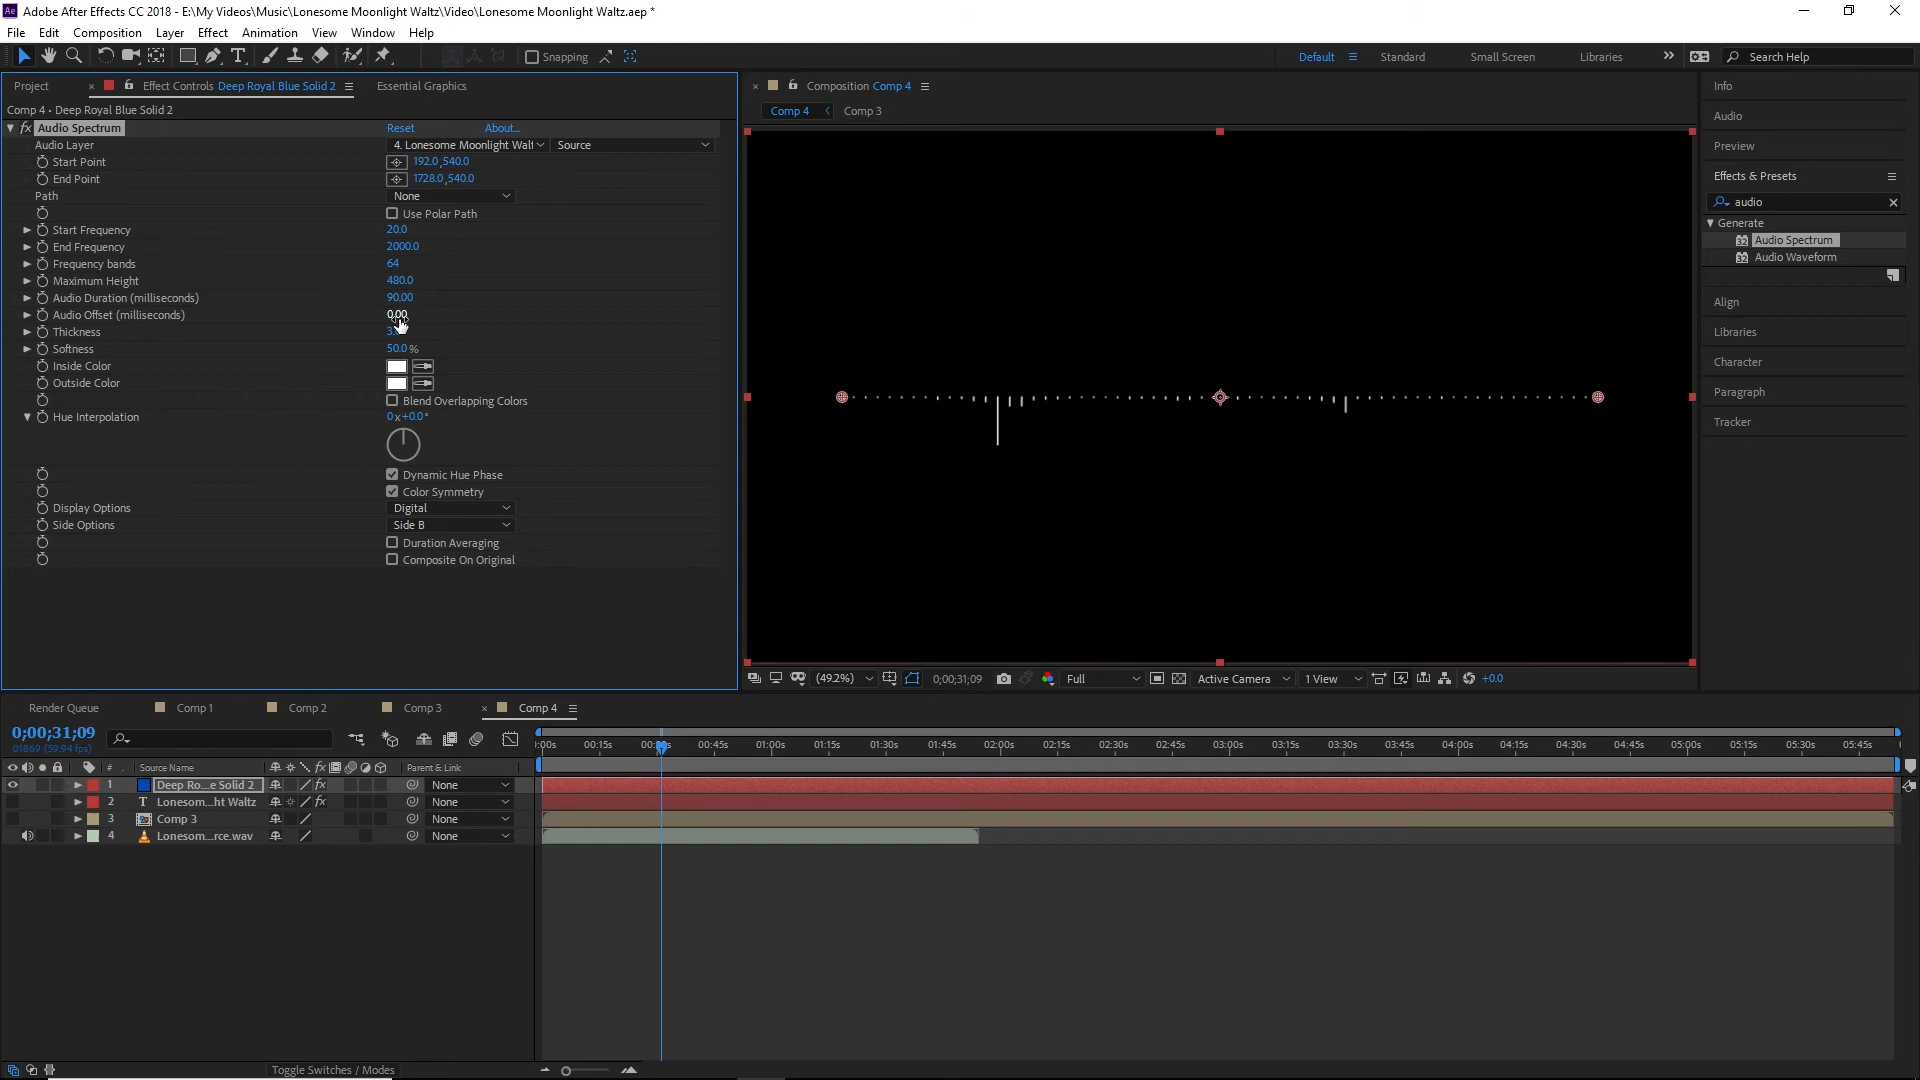 Ae Adobe After Effects CC 2018 - E:\My Videos\Music\Lonesome Moonlight Waltz\Video\Lonesome Moonlight Waltz.aep *
File Edit Composition Layer Effect Animation View Window Help
Snapping Default Standard Small Screen Libraries Search Help
Project Effect Controls Deep Royal Blue Solid 2 Essential Graphics
Comp 4 • Deep Royal Blue Solid 2
fx Audio Spectrum Reset About...
Audio Layer 4. Lonesome Moonlight Walt Source
Start Point 192.0,540.0
End Point 1728.0,540.0
Path None
Use Polar Path
Start Frequency 20.0
End Frequency 2000.0
Frequency bands 64
Maximum Height 480.0
Audio Duration (milliseconds) 90.00
Audio Offset (milliseconds) 0.00
Thickness
Softness 50.0 %
Inside Color
Outside Color
Blend Overlapping Colors
Hue Interpolation 0x+0.0°
Dynamic Hue Phase
Color Symmetry
Display Options Digital
Side Options Side B
Duration Averaging
Composite On Original
Composition Comp 4
Comp 4 Comp 3
(49.2%) 0;00;31;09 Full Active Camera 1 View +0.0
Info
Audio
Preview
Effects & Presets
audio
Generate
32 Audio Spectrum
32 Audio Waveform
Align
Libraries
Character
Paragraph
Tracker
Render Queue Comp 1 Comp 2 Comp 3 Comp 4
0;00;31;09
01869 (59.94 fps)
:00s 00:15s 00:45s 01:00s 01:15s 01:30s 01:45s 02:00s 02:15s 02:30s 02:45s 03:00s 03:15s 03:30s 03:45s 04:00s 04:15s 04:30s 04:45s 05:00s 05:15s 05:30s 05:45s
# Source Name fx Parent & Link
1 Deep Ro...e Solid 2 fx None
2 T Lonesom...ht Waltz fx None
3 Comp 3 None
4 Lonesom...rce.wav None
Toggle Switches / Modes